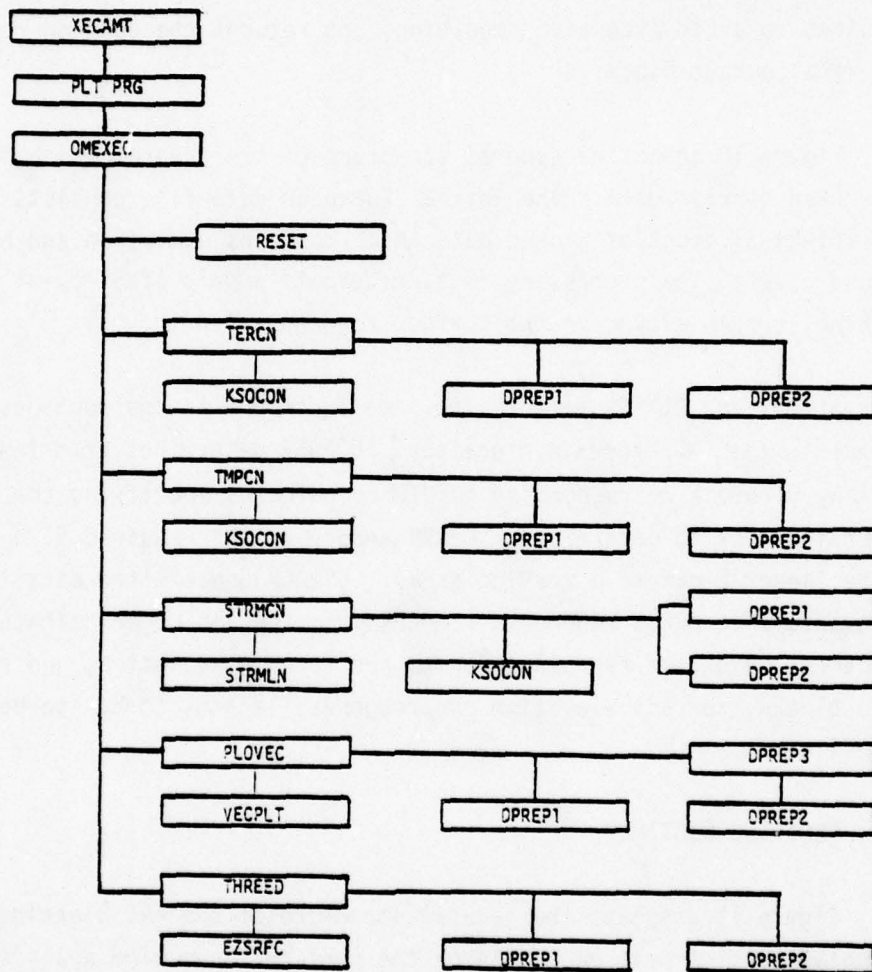 XECAMT
PLT PRG
OMEXEC
RESET
TERCN
KSOCON DPREP1 DPREP2
TMPCN
KSOCON DPREP1 DPREP2
STRMCN DPREP1
STRMLN KSOCON DPREP2
PLOVEC DPREP3
VECPLT DPREP1 DPREP2
THREED
EZSRFC DPREP1 DPREP2